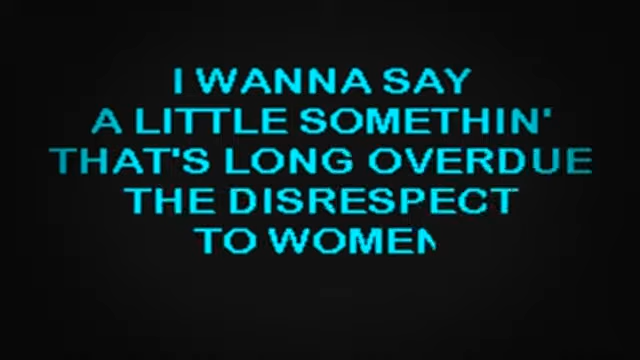 I WANNA SAY
A LITTLE SOMETHIN'
THAT'S LONG OVERDUE
THE DISRESPECT
TO WOMEN